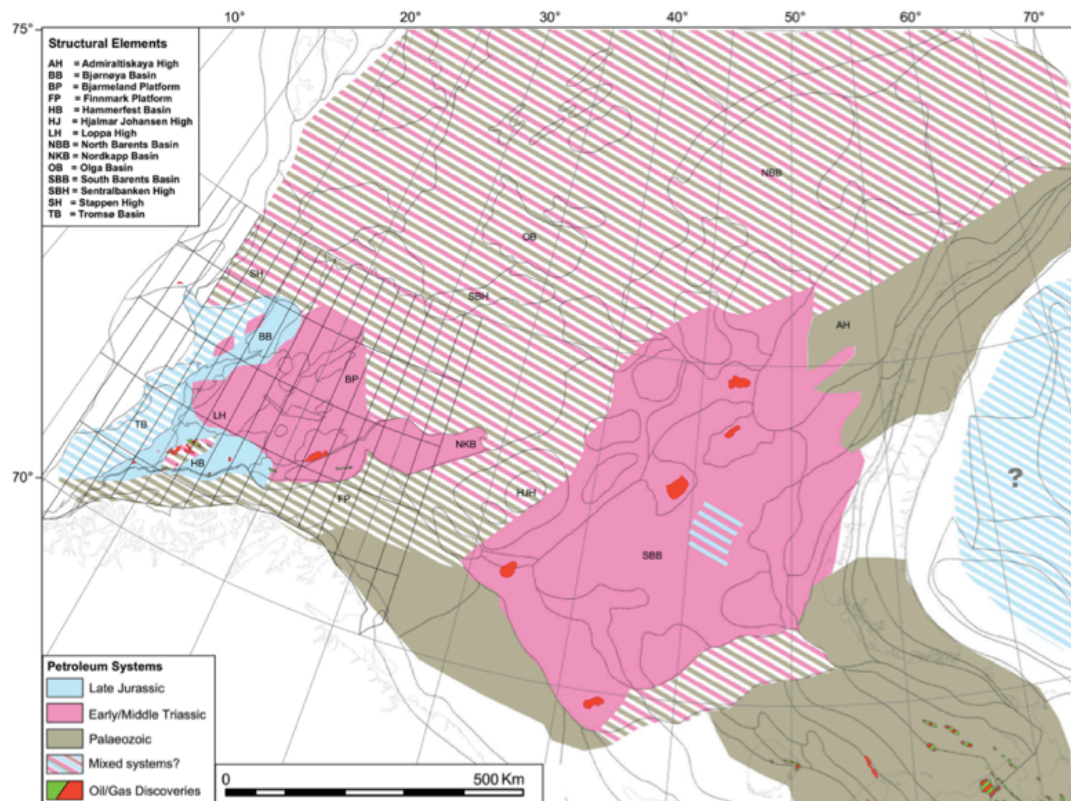 10°
20°
30°
40°
50°
60°
70°
75°
Structural Elements
AH = Admiraltiskaya High
BB = Bjørnøya Basin
BP = Bjarmeland Platform
FP = Finnmark Platform
HB = Hammerfest Basin
HJ = Hjalmar Johansen High
LH = Loppa High
NBB = North Barents Basin
NKB = Nordkapp Basin
OB = Olga Basin
SBB = South Barents Basin
SBH = Sentralbanken High
SH = Stappen High
TB = Tromsø Basin
NBB
OB
SH
SBH
AH
BB
BP
LH
TB
NKB
HB
70°
?
HJH
FP
SBB
Petroleum Systems
Late Jurassic
Early/Middle Triassic
Palaeozoic
Mixed systems?
Oil/Gas Discoveries
0 500 Km